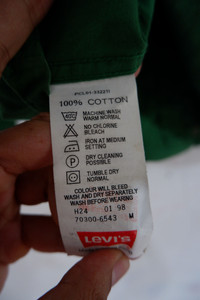 100% COTTON
MACHINE WASH
WARM NORMAL
NO CHLORINE
BLEACH
IRON AT MEDIUM
SETTING
DRY CLEANING
POSSIBLE
TUMBLE DRY
NORMAL
COLOUR WILL BLEED
WASH AND DRY SEPARATELY
WASH BEFORE WEARING
H24 01 98
70300-6543 M
LEVI'S